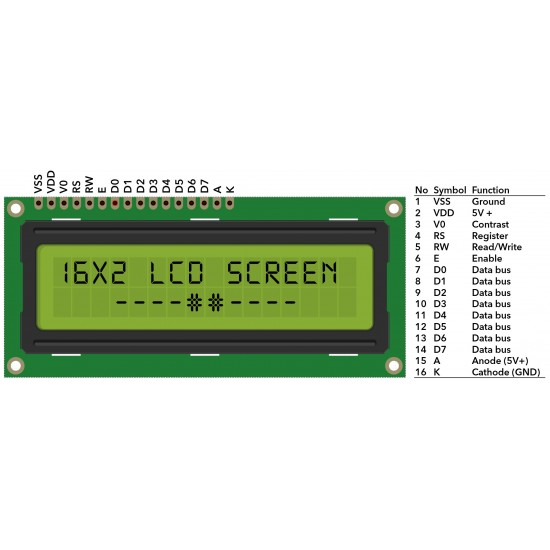 VSS VDD V0 RS RW E D0 D1 D2 D3 D4 D5 D6 D7 A K
16X2 LCD SCREEN
----##----
No Symbol Function
1 VSS Ground
2 VDD 5V +
3 V0 Contrast
4 RS Register
5 RW Read/Write
6 E Enable
7 D0 Data bus
8 D1 Data bus
9 D2 Data bus
10 D3 Data bus
11 D4 Data bus
12 D5 Data bus
13 D6 Data bus
14 D7 Data bus
15 A Anode (5V+)
16 K Cathode (GND)